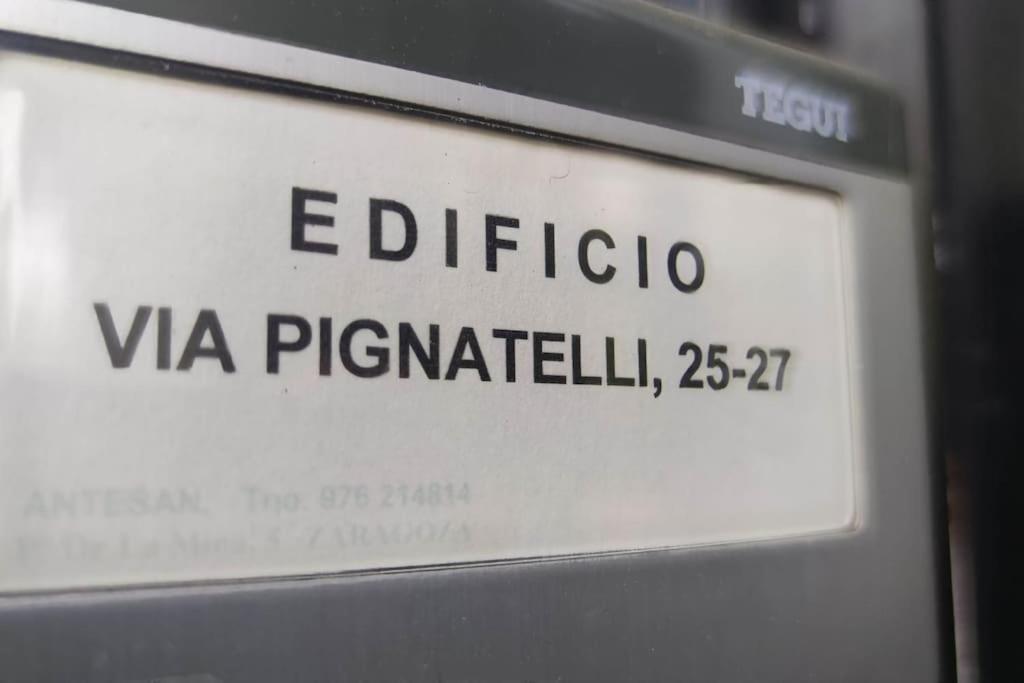 TEGUI
EDIFICIO
VIA PIGNATELLI, 25-27
ANTESAN. Tno. 976 214814
ZARAGOZA